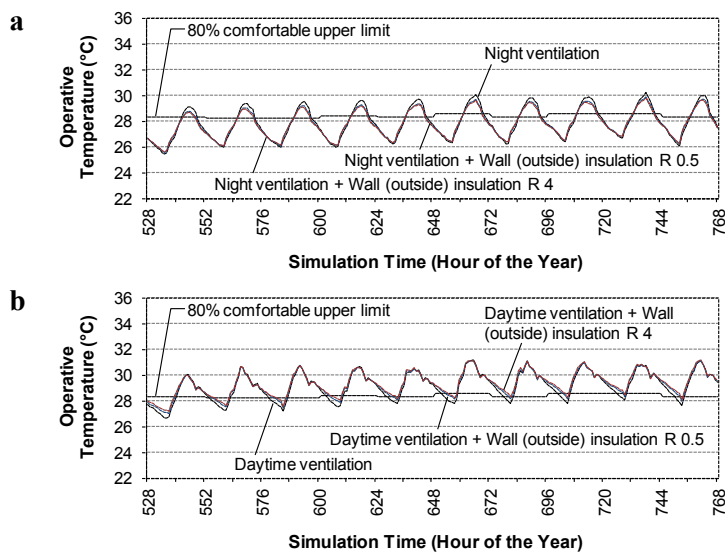 a
80% comfortable upper limit
Night ventilation
Operative
Temperature (°C)
36
34
32
30
28
26
24
22
Night ventilation + Wall (outside) insulation R 0.5
Night ventilation + Wall (outside) insulation R 4
528
552
576
600
624
648
672
696
720
744
768
Simulation Time (Hour of the Year)
b
80% comfortable upper limit
Daytime ventilation + Wall
(outside) insulation R 4
Operative
Temperature (°C)
36
34
32
30
28
26
24
22
Daytime ventilation + Wall (outside) insulation R 0.5
Daytime ventilation
528
552
576
600
624
648
672
696
720
744
768
Simulation Time (Hour of the Year)